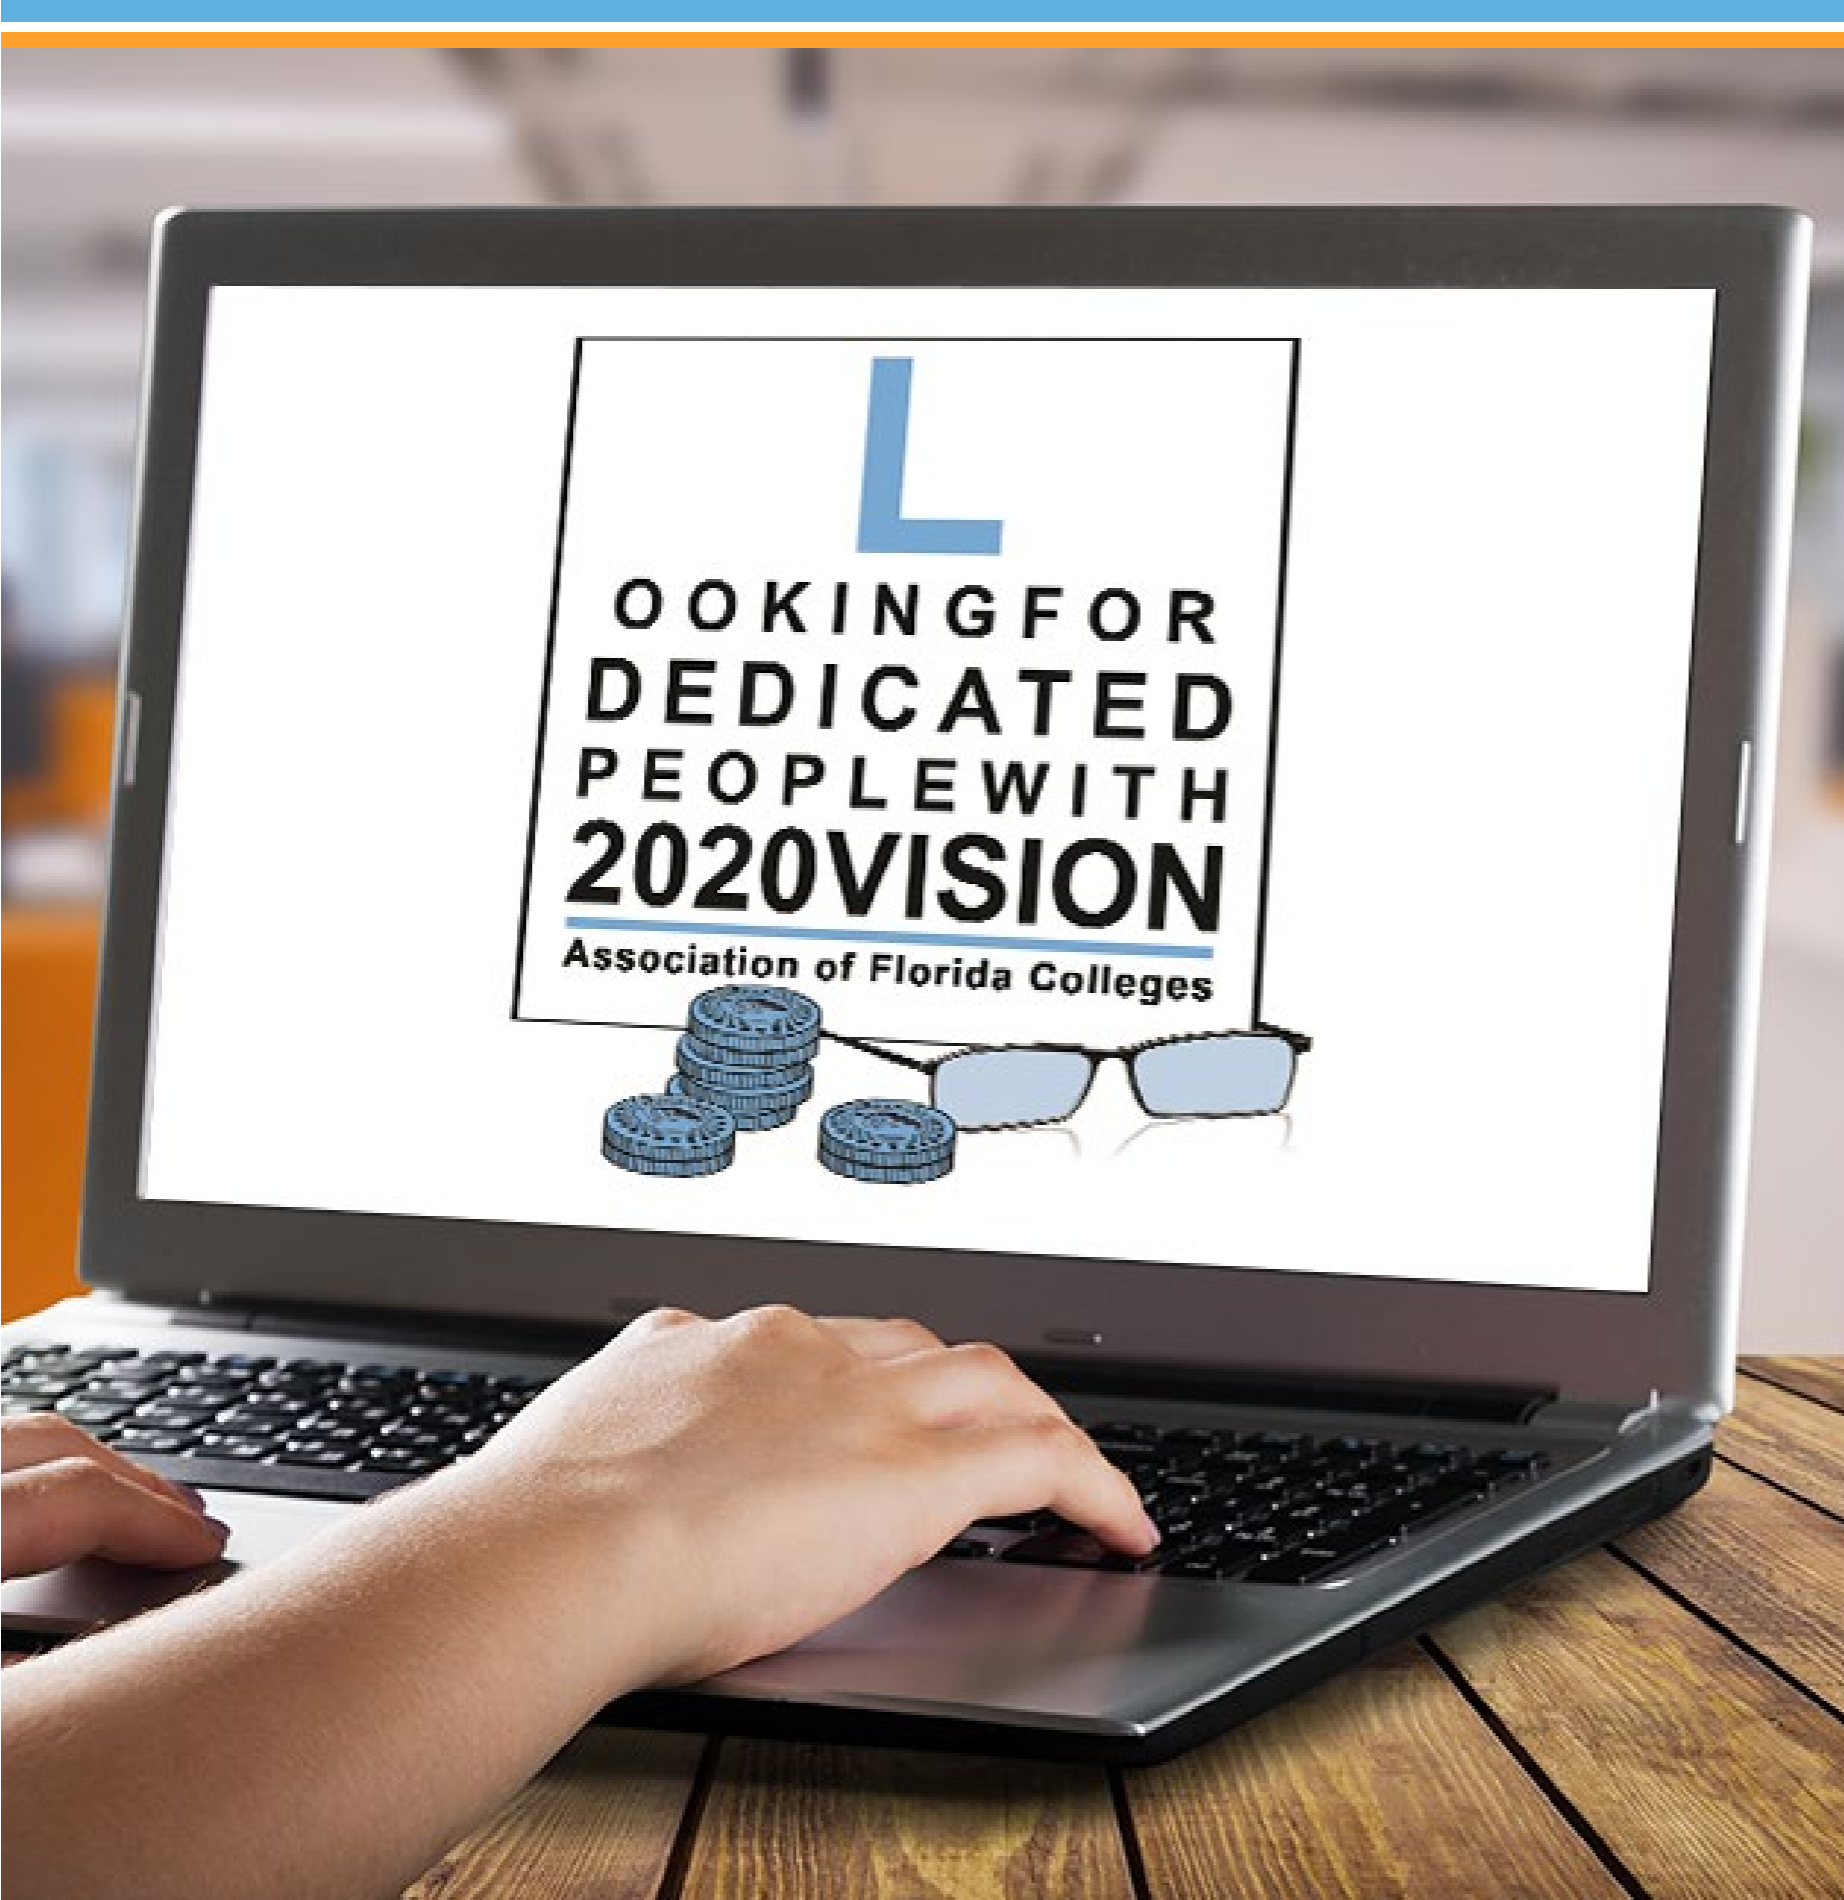 L
OOKINGFOR
DEDICATED
PEOPLEWITH
2020VISION
Association of Florida Colleges